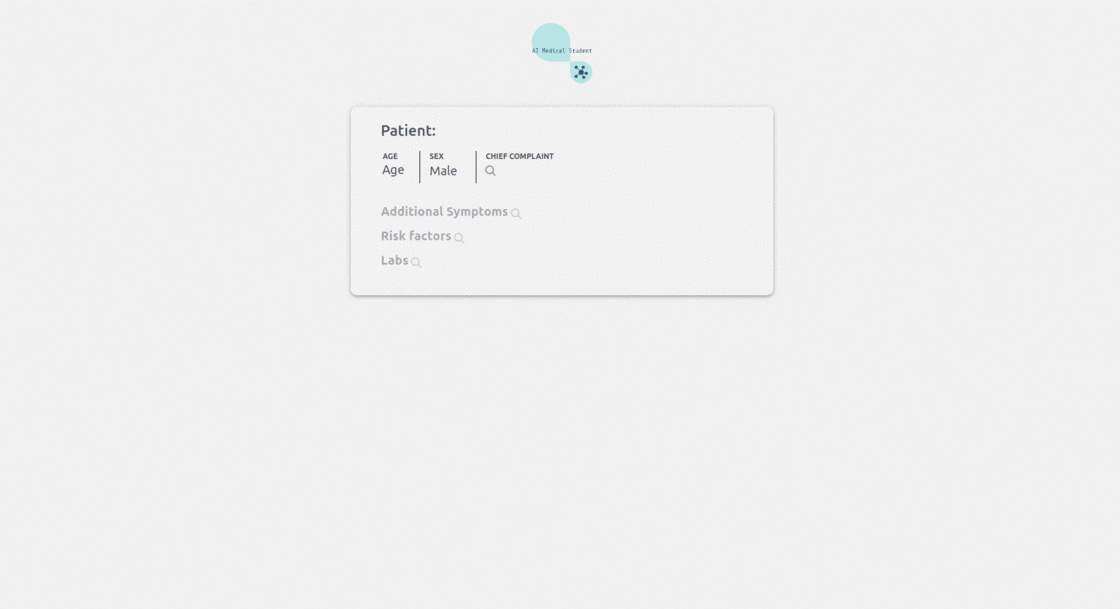 AI Medical Student
Patient:
AGE SEX CHIEF COMPLAINT
Age Male
Additional Symptoms
Risk factors
Labs